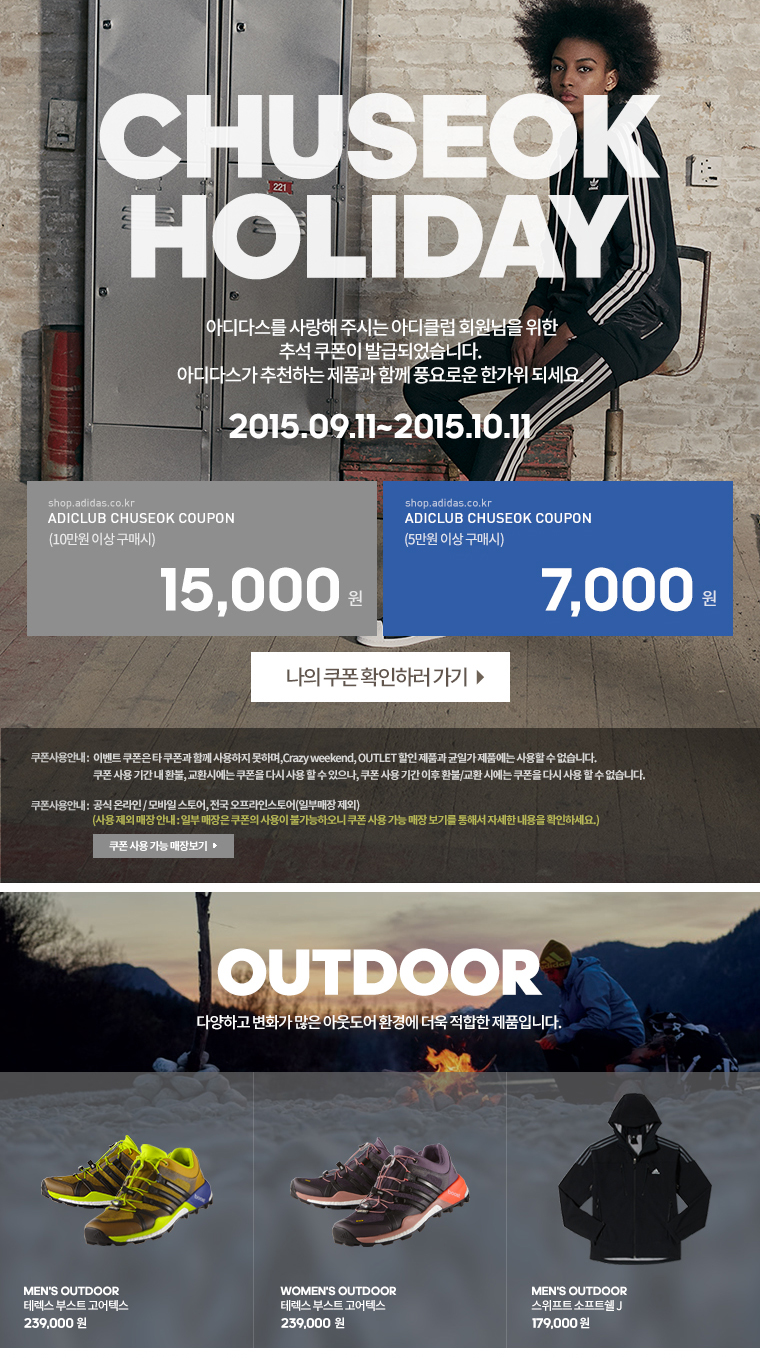 CHUSEOK
HOLIDAY
221
아디다스를 사랑해 주시는 아디클럽 회원님을 위한
추석 쿠폰이 발급되었습니다.
아디다스가 추천하는 제품과 함께 풍요로운 한가위 되세요.
2015.09.11~2015.10.11
shop.adidas.co.kr
ADICLUB CHUSEOK COUPON
(10만원 이상 구매시)
15,000 원
shop.adidas.co.kr
ADICLUB CHUSEOK COUPON
(5만원 이상 구매시)
7,000 원
나의 쿠폰 확인하러 가기
쿠폰사용안내 : 이벤트 쿠폰은 타 쿠폰과 함께 사용하지 못하며,Crazy weekend, OUTLET 할인 제품과 균일가 제품에는 사용할 수 없습니다.
쿠폰 사용 기간 내 환불, 교환시에는 쿠폰을 다시 사용 할 수 있으나, 쿠폰 사용 기간 이후 환불/교환 시에는 쿠폰을 다시 사용 할 수 없습니다.
쿠폰사용안내 : 공식 온라인 / 모바일 스토어, 전국 오프라인스토어(일부매장 제외)
(사용 제외 매장 안내 : 일부 매장은 쿠폰의 사용이 불가능하오니 쿠폰 사용 가능 매장 보기를 통해서 자세한 내용을 확인하세요.)
쿠폰 사용 가능 매장보기
OUTDOOR
다양하고 변화가 많은 아웃도어 환경에 더욱 적합한 제품입니다.
MEN'S OUTDOOR
테렉스 부스트 고어텍스
239,000 원
WOMEN'S OUTDOOR
테렉스 부스트 고어텍스
239,000 원
MEN'S OUTDOOR
스위프트 소프트쉘 J
179,000 원